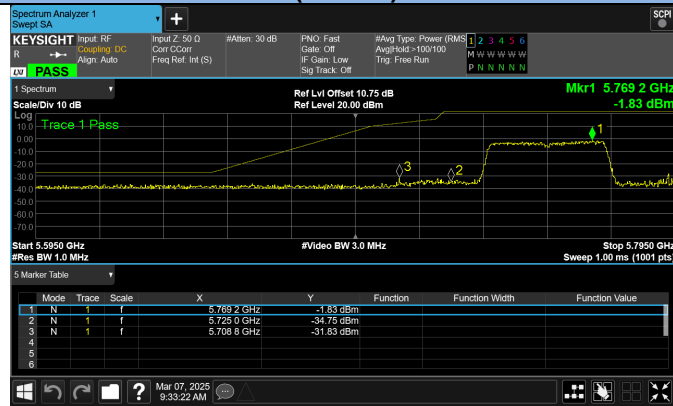 Spectrum Analyzer 1
Swept SA
+
SCPI
KEYSIGHT
R
LXI PASS
Input: RF
Coupling: DC
Align: Auto
Input Z: 50 Ω
Corr CCorr
Freq Ref: Int (S)
#Atten: 30 dB
PNO: Fast
Gate: Off
IF Gain: Low
Sig Track: Off
#Avg Type: Power (RMS
Avg|Hold:>100/100
Trig: Free Run
1 2 3 4 5 6
M W W W W W
P N N N N N
1 Spectrum
Scale/Div 10 dB
Ref Lvl Offset 10.75 dB
Ref Level 20.00 dBm
Mkr1 5.769 2 GHz
-1.83 dBm
Log
Trace 1 Pass
10.0
0.00
-10.0
-20.0
-30.0
-40.0
-50.0
-60.0
-70.0
1
2
3
Start 5.5950 GHz
#Res BW 1.0 MHz
#Video BW 3.0 MHz
Stop 5.7950 GHz
Sweep 1.00 ms (1001 pts)
5 Marker Table
Mode Trace Scale X Y Function Function Width Function Value
1 N 1 f 5.769 2 GHz -1.83 dBm
2 N 1 f 5.725 0 GHz -34.75 dBm
3 N 1 f 5.708 8 GHz -31.83 dBm
4
5
6
?
Mar 07, 2025
9:33:22 AM